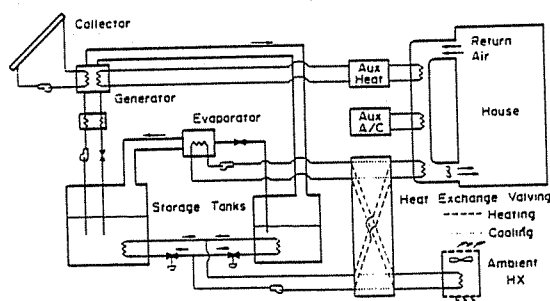 Collector
Generator
Evaporator
Storage Tanks
Aux
Heat
Aux
A/C
Return
Air
House
Heat Exchange Valving
Heating
Cooling
Ambient
HX